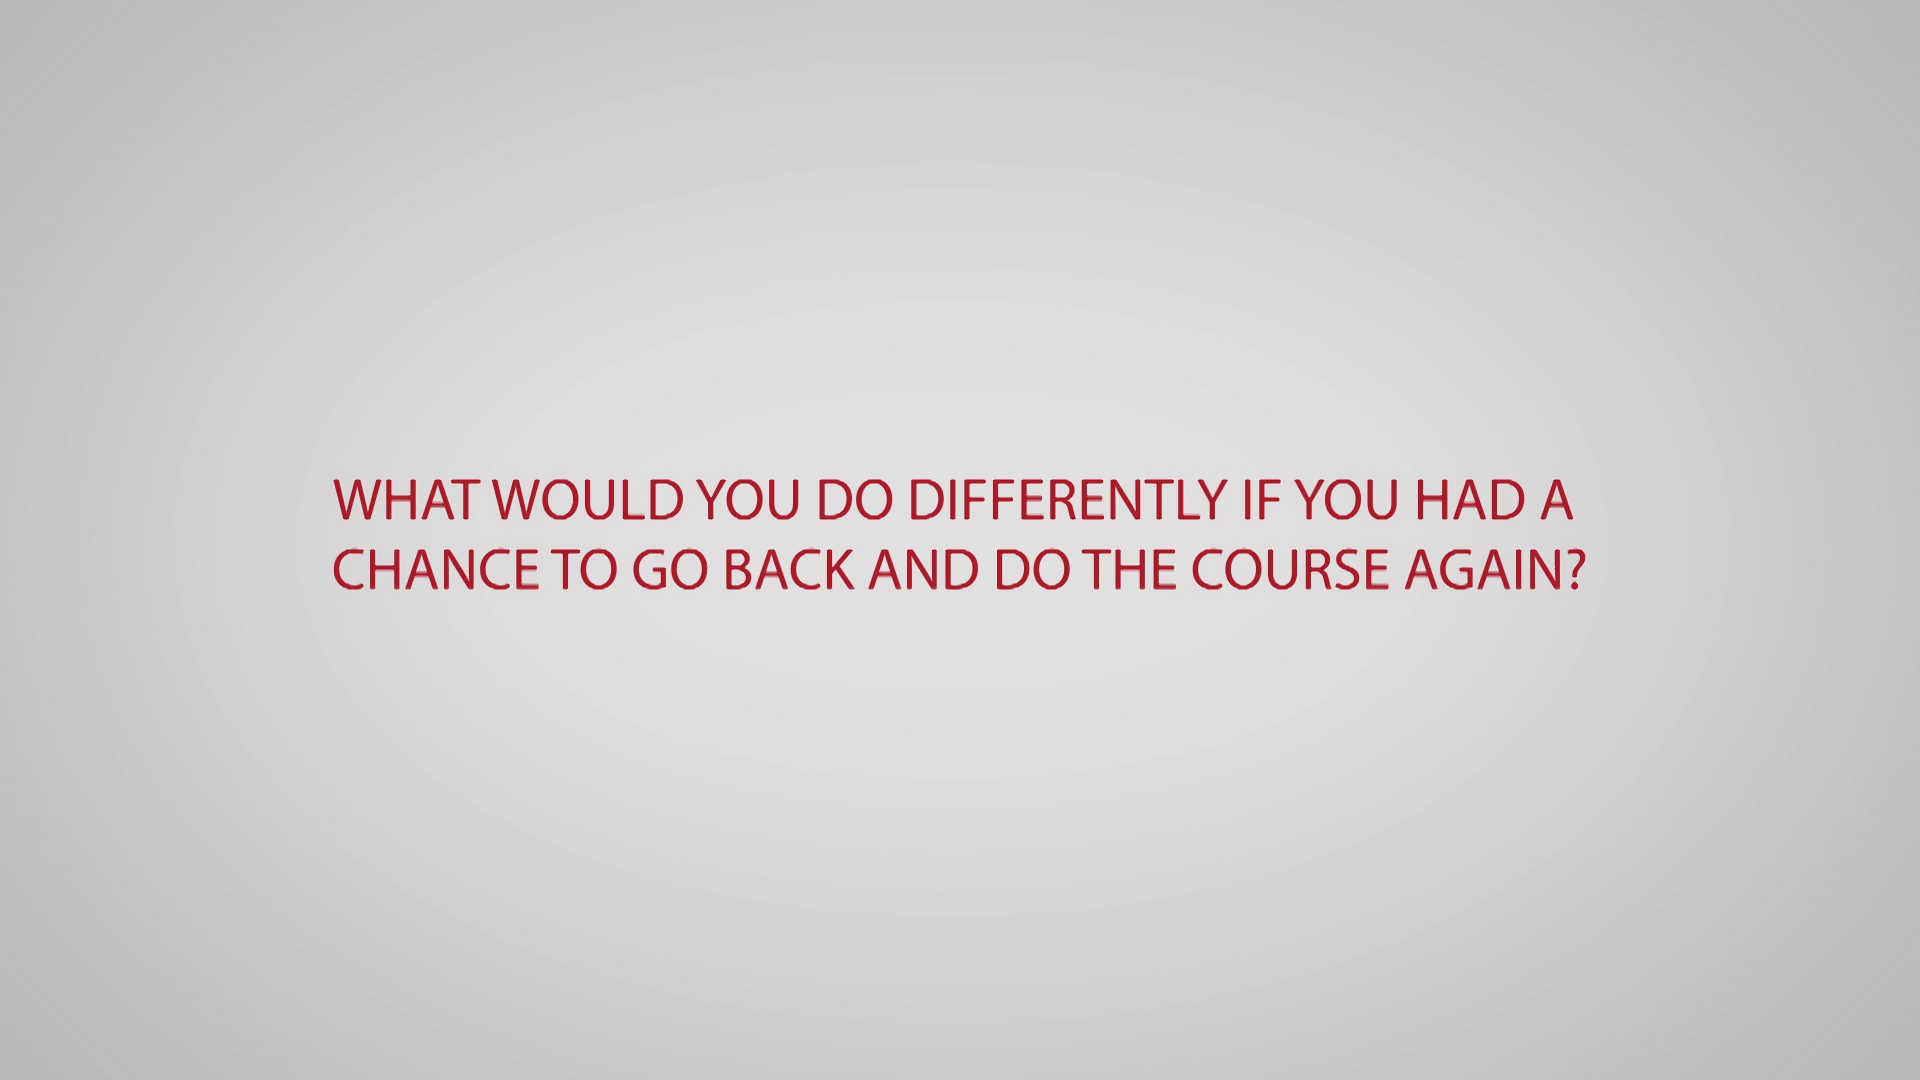 WHAT WOULD YOU DO DIFFERENTLY IF YOU HAD A
CHANCE TO GO BACK AND DO THE COURSE AGAIN?